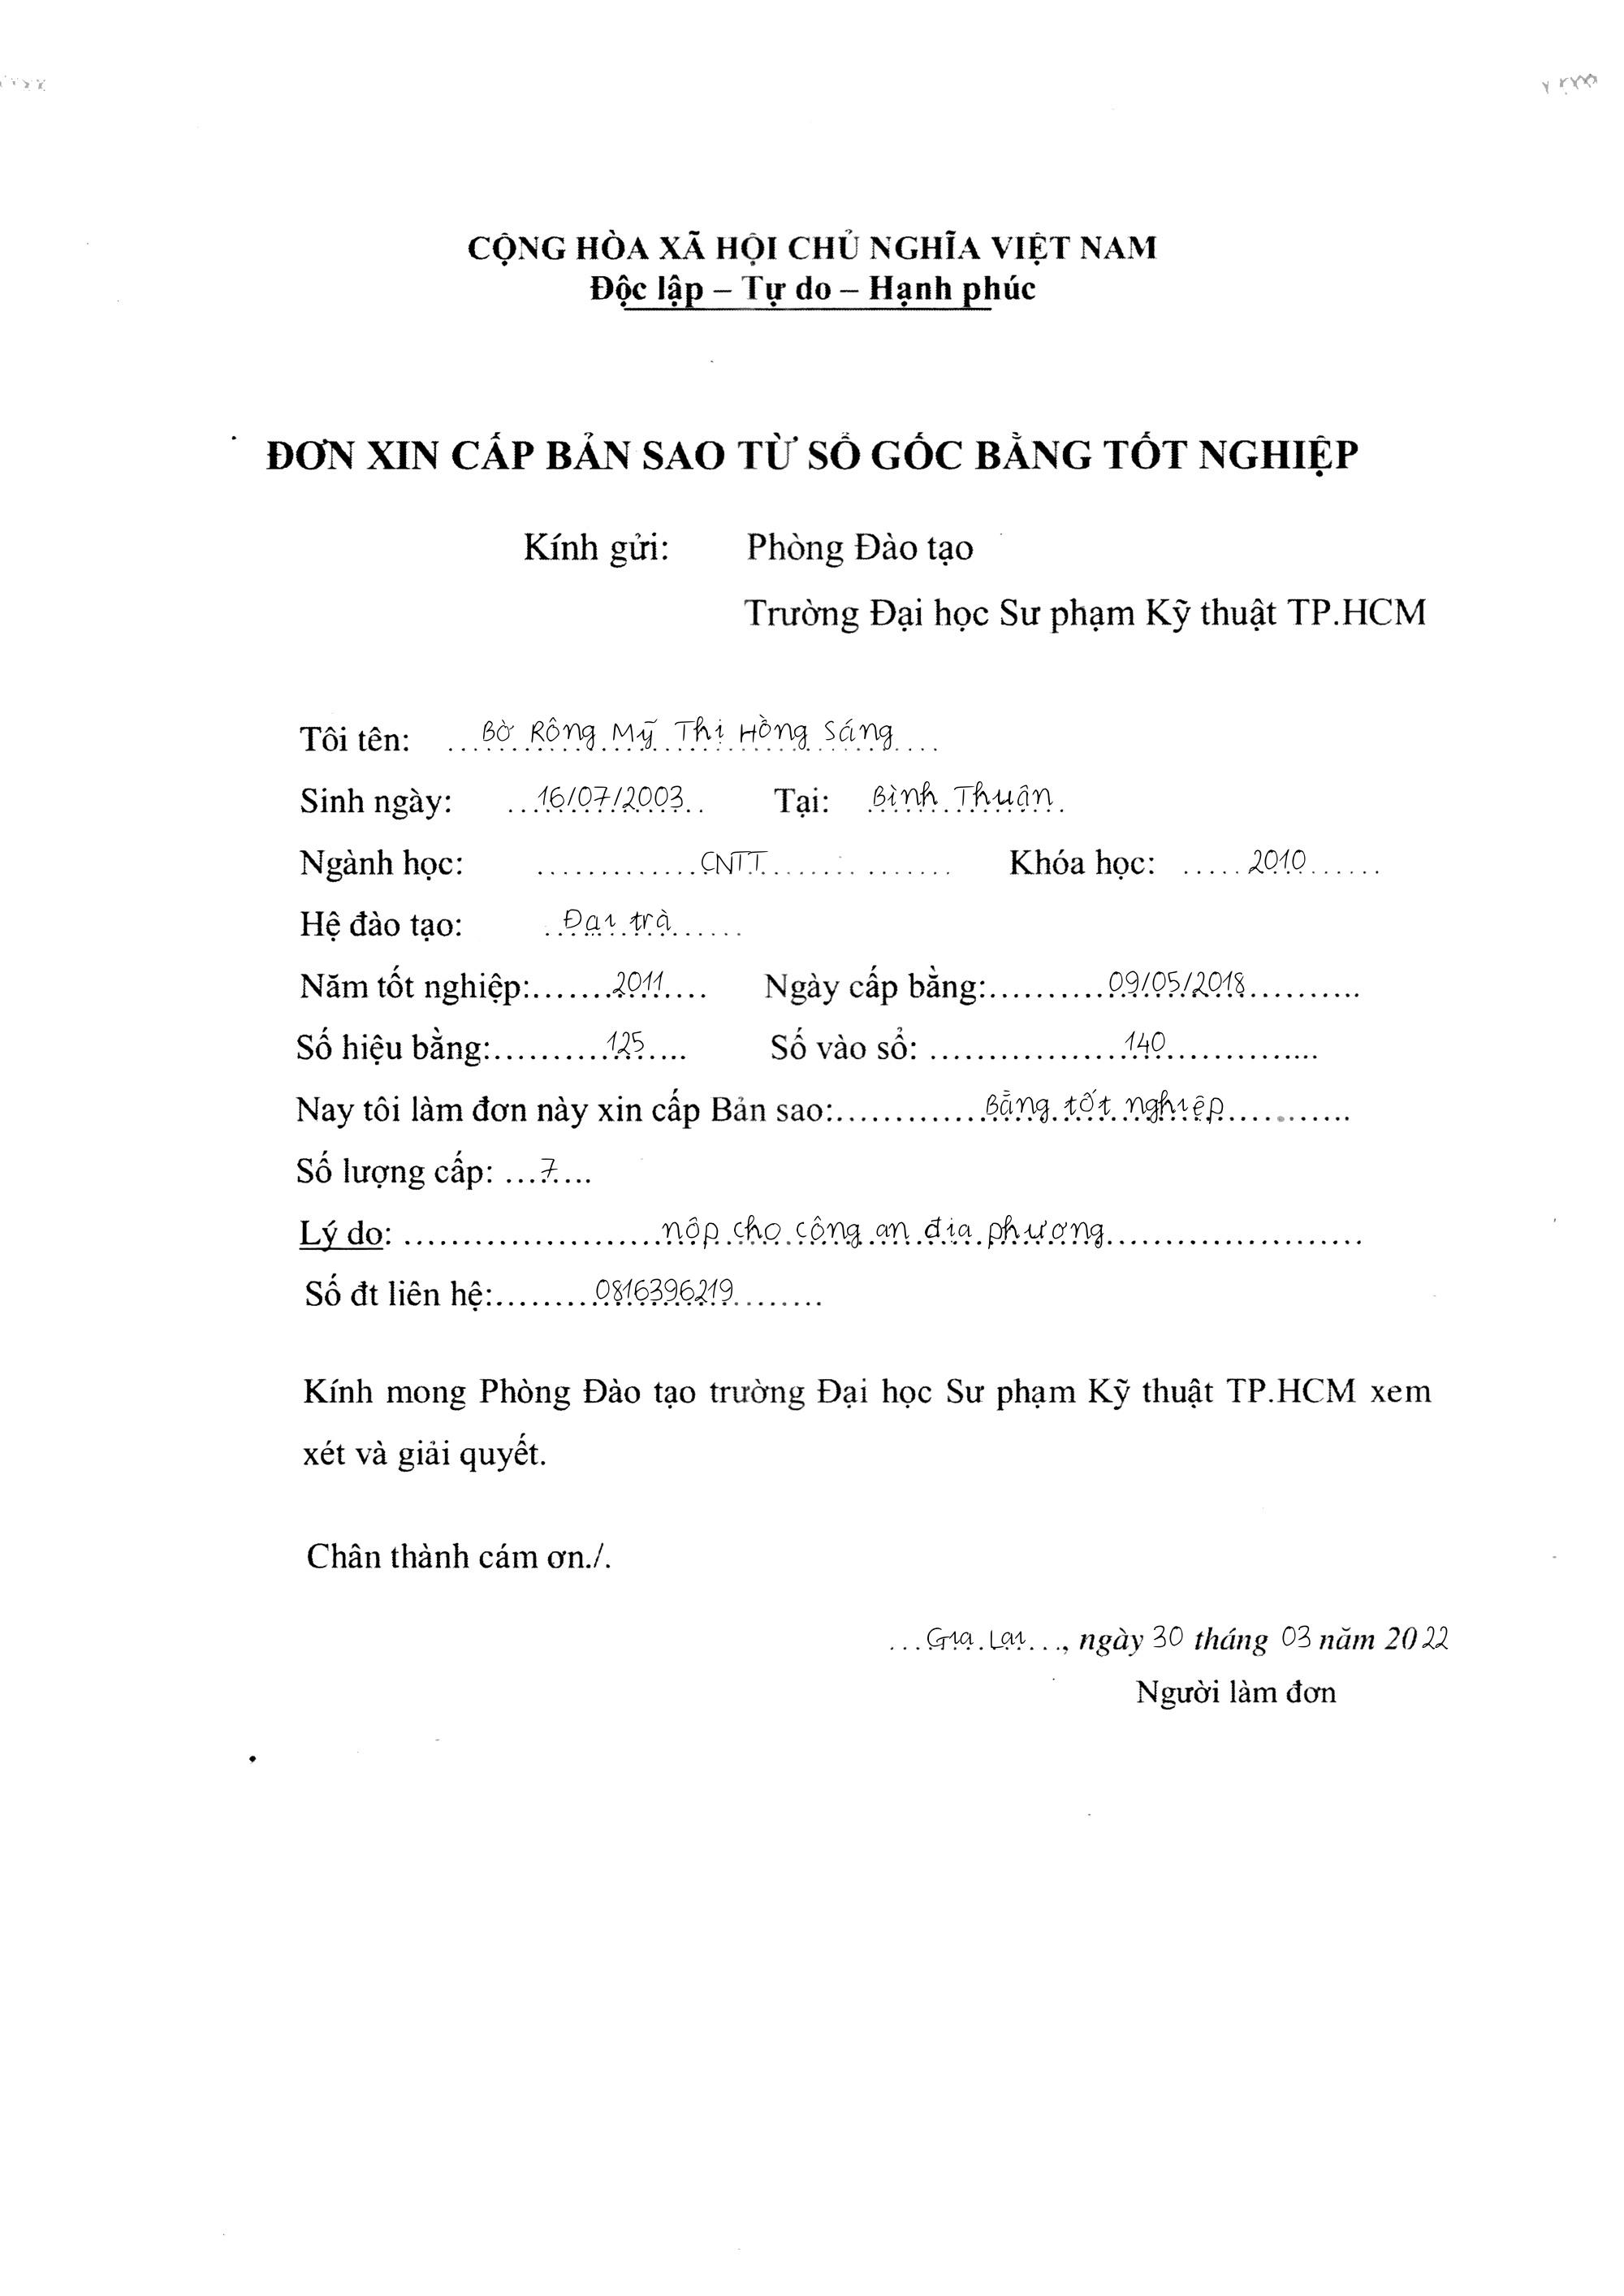 CỘNG HÒA XÃ HỘI CHỦ NGHĨA VIỆT NAM
Độc lập – Tự do – Hạnh phúc
ĐƠN XIN CẤP BẢN SAO TỪ SỔ GỐC BẰNG TỐT NGHIỆP
Kính gửi: Phòng Đào tạo
Trường Đại học Sư phạm Kỹ thuật TP.HCM
Tôi tên: Bờ Rông Mỹ Thị Hồng Sáng
Sinh ngày: 16/07/2003 Tại: Bình Thuận
Ngành học: CNTT Khóa học: 2010
Hệ đào tạo: Đại trà
Năm tốt nghiệp: 2011 Ngày cấp bằng: 09/05/2018
Số hiệu bằng: 125 Số vào sổ: 140
Nay tôi làm đơn này xin cấp Bản sao: Bằng tốt nghiệp
Số lượng cấp: 7
Lý do: nộp cho công an địa phương
Số đt liên hệ: 0816396219
Kính mong Phòng Đào tạo trường Đại học Sư phạm Kỹ thuật TP.HCM xem
xét và giải quyết.
Chân thành cám ơn./.
Gia Lai, ngày 30 tháng 03 năm 2022
Người làm đơn